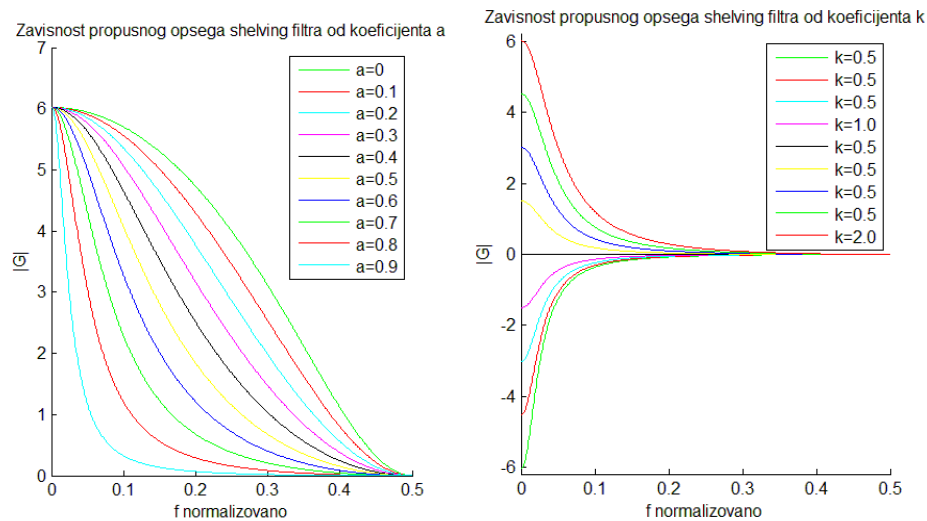 Zavisnost propusnog opsega shelving filtra od koeficijenta a
7
6
5
4
3
2
1
0
|G|
0
0.1
0.2
0.3
0.4
0.5
f normalizovano
a=0
a=0.1
a=0.2
a=0.3
a=0.4
a=0.5
a=0.6
a=0.7
a=0.8
a=0.9
Zavisnost propusnog opsega shelving filtra od koeficijenta k
6
4
2
0
-2
-4
-6
|G|
0
0.1
0.2
0.3
0.4
0.5
f normalizovano
k=0.5
k=0.5
k=0.5
k=1.0
k=0.5
k=0.5
k=0.5
k=0.5
k=2.0